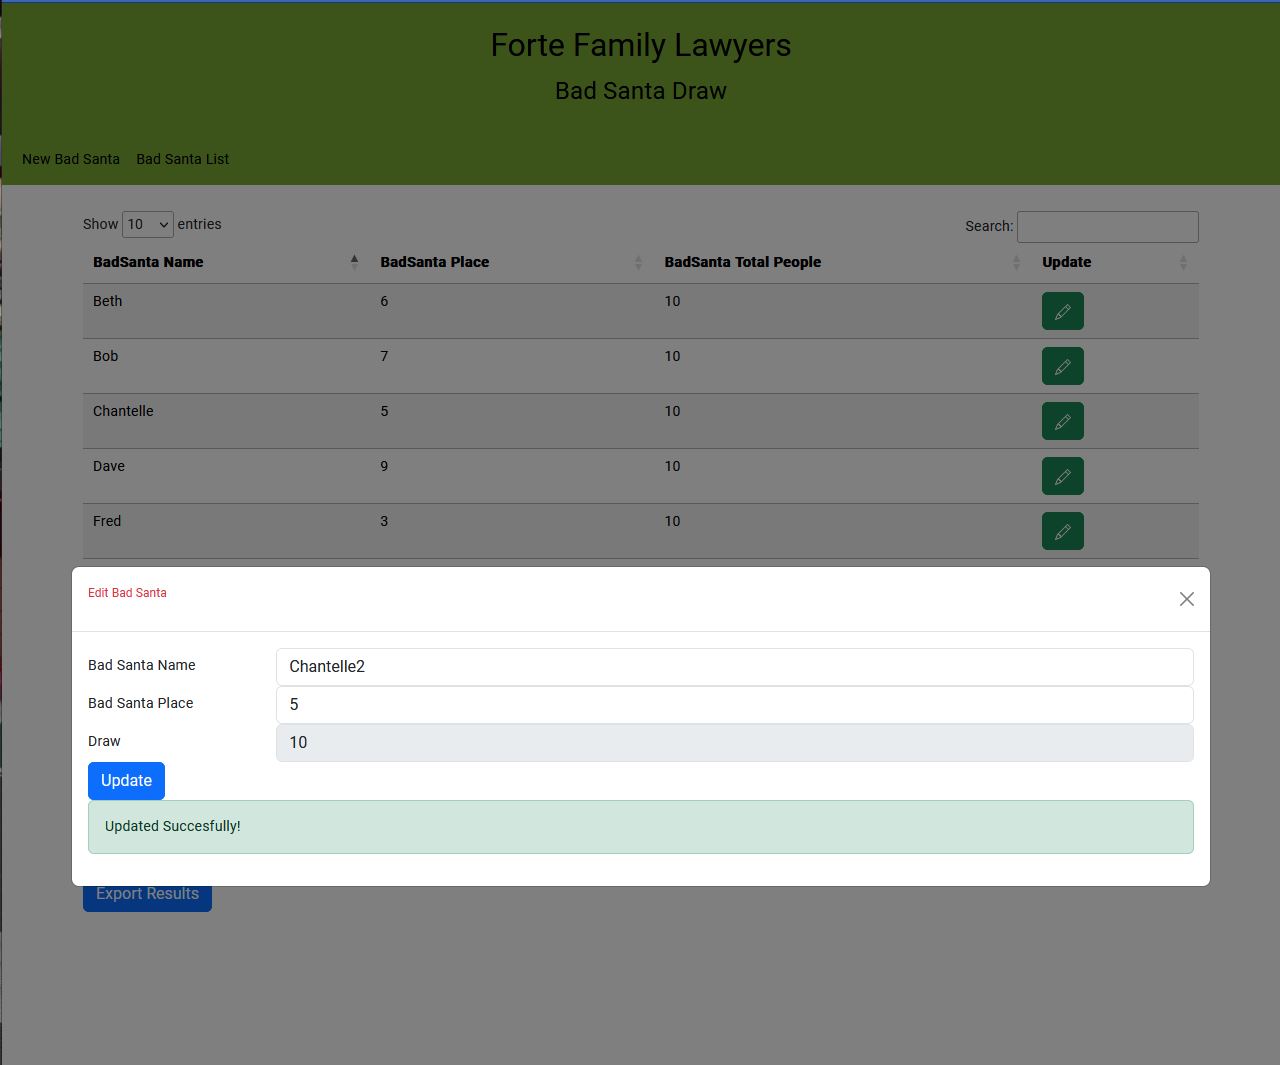 Forte Family Lawyers
Bad Santa Draw
New Bad Santa Bad Santa List
Show 10 entries Search:
BadSanta Name BadSanta Place BadSanta Total People Update
Beth 6 10
Bob 7 10
Chantelle 5 10
Dave 9 10
Fred 3 10
Edit Bad Santa
Bad Santa Name Chantelle2
Bad Santa Place 5
Draw 10
Update
Updated Succesfully!
Export Results